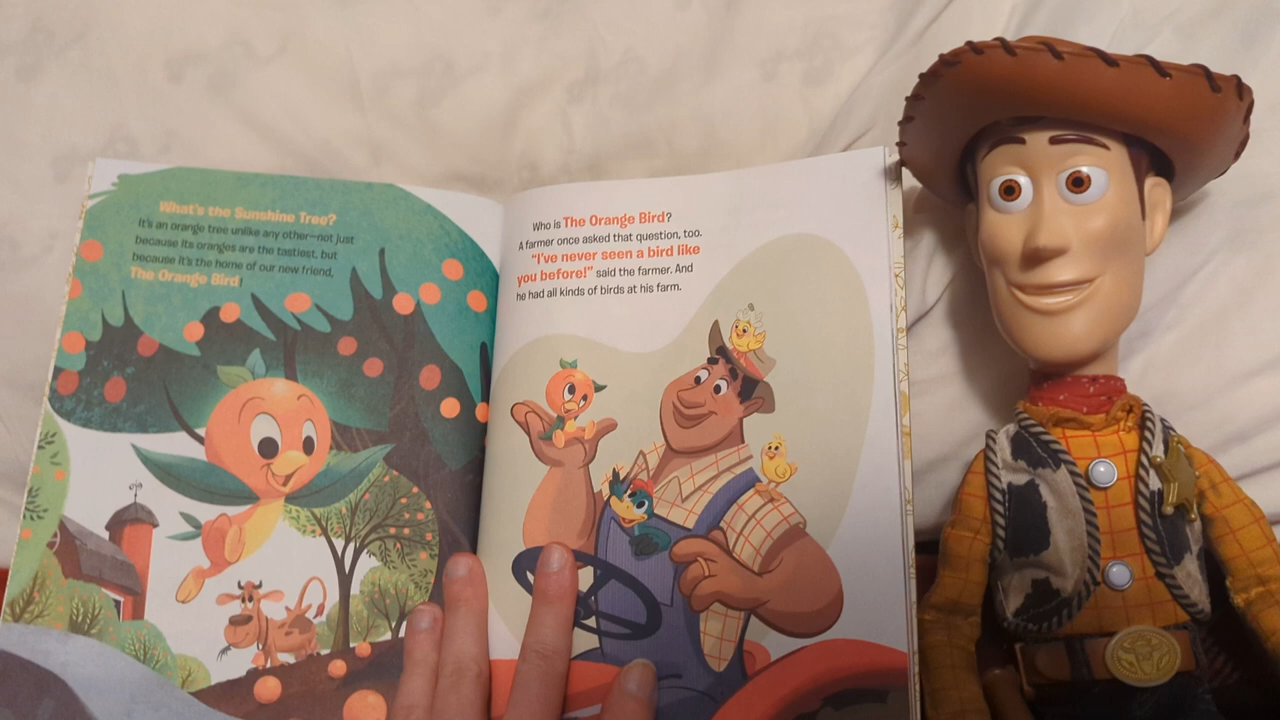 What's the Sunshine Tree?
It's an orange tree unlike any other—not just
because its oranges are the tastiest, but
because it's the home of our new friend,
The Orange Bird!
Who is The Orange Bird?
A farmer once asked that question, too.
"I've never seen a bird like
you before!" said the farmer. And
he had all kinds of birds at his farm.